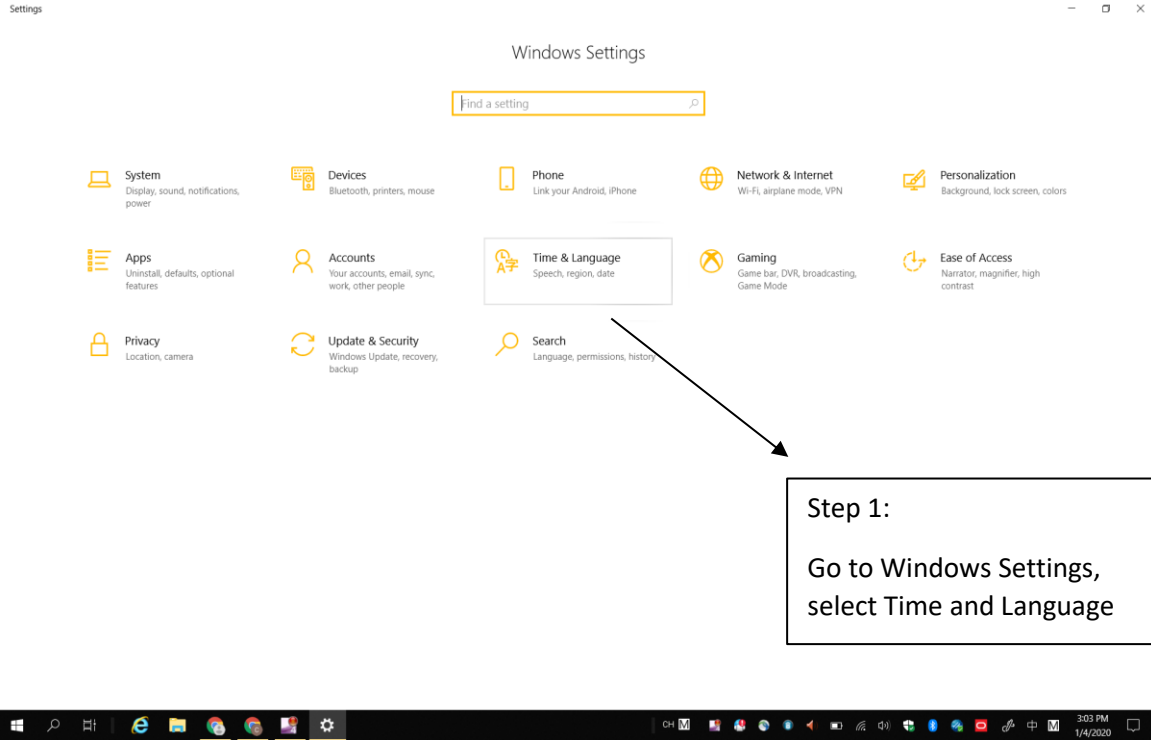 Settings
Windows Settings
Find a setting
System
Display, sound, notifications,
power
Devices
Bluetooth, printers, mouse
Phone
Link your Android, iPhone
Network & Internet
Wi-Fi, airplane mode, VPN
Personalization
Background, lock screen, colors
Apps
Uninstall, defaults, optional
features
Accounts
Your accounts, email, sync,
work, other people
Time & Language
Speech, region, date
Gaming
Game bar, DVR, broadcasting,
Game Mode
Ease of Access
Narrator, magnifier, high
contrast
Privacy
Location, camera
Update & Security
Windows Update, recovery,
backup
Search
Language, permissions, history
Step 1:
Go to Windows Settings,
select Time and Language
CH M
中 M
3:03 PM
1/4/2020